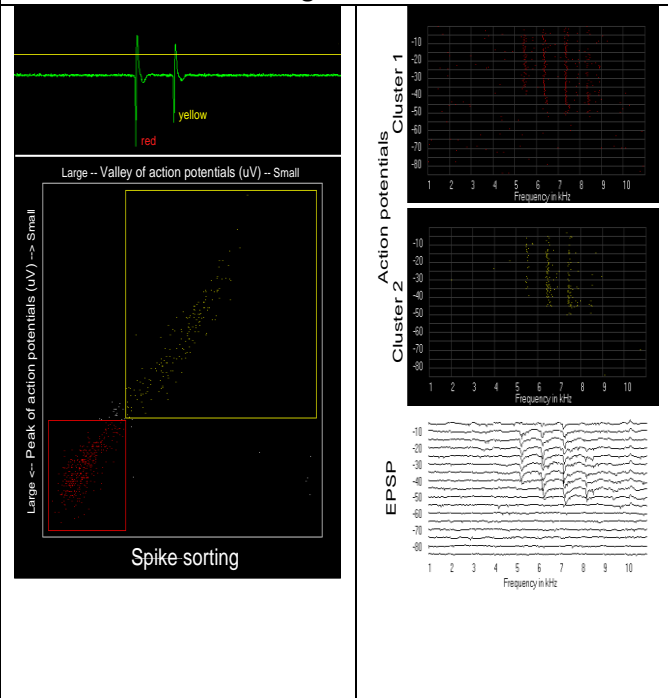 yellow
red
Large -- Valley of action potentials (uV) -- Small
Large <-- Peak of action potentials (uV) --> Small
Spike sorting
Action potentials
Cluster 1
-10
-20
-30
-40
-50
-60
-70
-80
1 2 3 4 5 6 7 8 9 10
Frequency in kHz
Cluster 2
-10
-20
-30
-40
-50
-60
-70
-80
1 2 3 4 5 6 7 8 9 10
Frequency in kHz
EPSP
-10
-20
-30
-40
-50
-60
-70
-80
1 2 3 4 5 6 7 8 9 10
Frequency in kHz